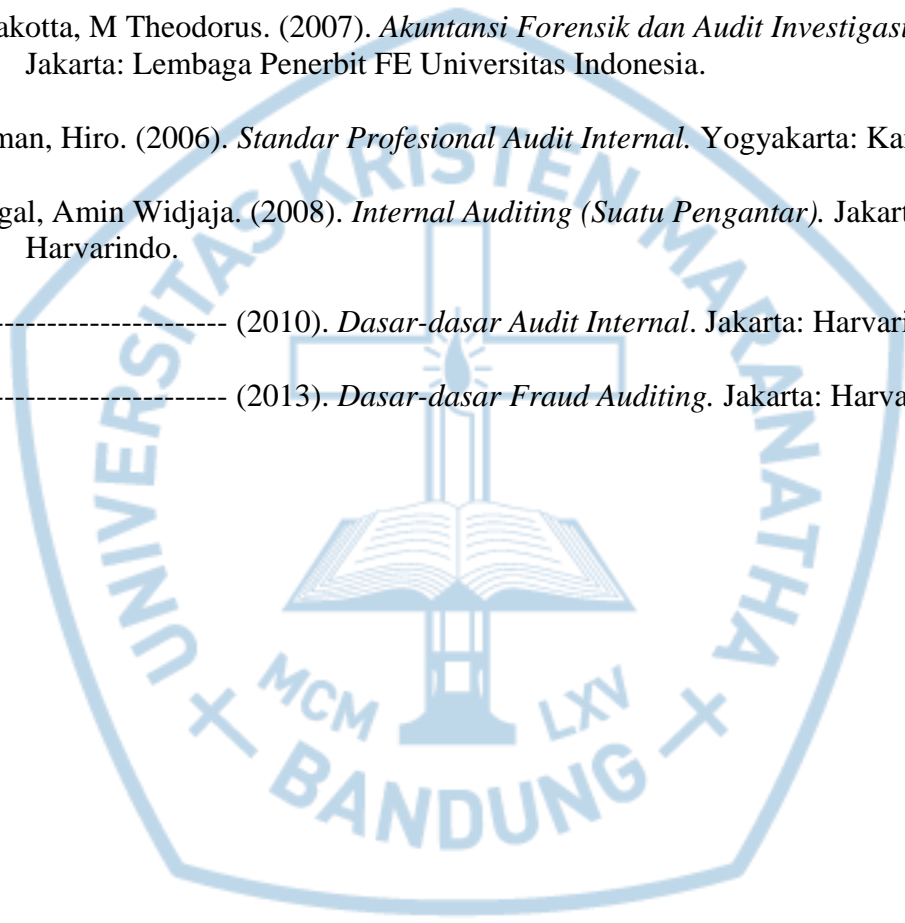 akotta, M Theodorus. (2007). Akuntansi Forensik dan Audit Investigasi
Jakarta: Lembaga Penerbit FE Universitas Indonesia.
man, Hiro. (2006). Standar Profesional Audit Internal. Yogyakarta: Ka
gal, Amin Widjaja. (2008). Internal Auditing (Suatu Pengantar). Jakart
Harvarindo.
---------------------- (2010). Dasar-dasar Audit Internal. Jakarta: Harvari
---------------------- (2013). Dasar-dasar Fraud Auditing. Jakarta: Harva
UNIVERSITAS KRISTEN MARANATHA
MCM LXV
BANDUNG